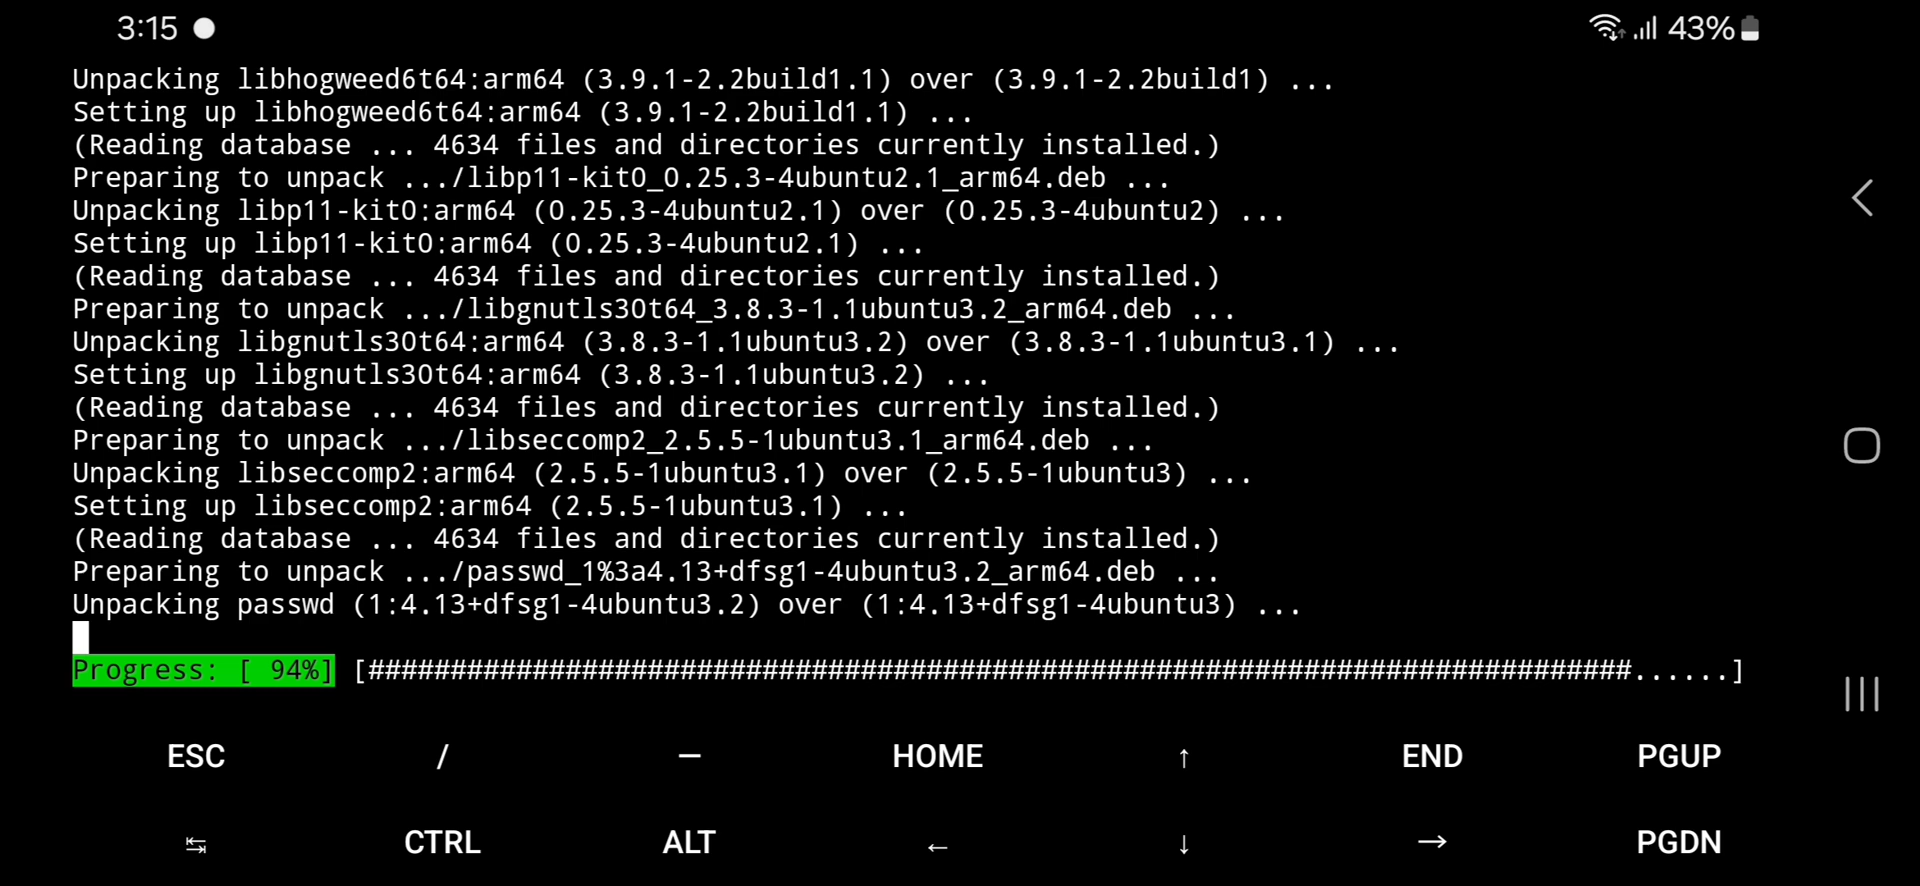 3:15
43%
Unpacking libhogweed6t64:arm64 (3.9.1-2.2build1.1) over (3.9.1-2.2build1) ...
Setting up libhogweed6t64:arm64 (3.9.1-2.2build1.1) ...
(Reading database ... 4634 files and directories currently installed.)
Preparing to unpack .../libp11-kit0_0.25.3-4ubuntu2.1_arm64.deb ...
Unpacking libp11-kit0:arm64 (0.25.3-4ubuntu2.1) over (0.25.3-4ubuntu2) ...
Setting up libp11-kit0:arm64 (0.25.3-4ubuntu2.1) ...
(Reading database ... 4634 files and directories currently installed.)
Preparing to unpack .../libgnutls30t64_3.8.3-1.1ubuntu3.2_arm64.deb ...
Unpacking libgnutls30t64:arm64 (3.8.3-1.1ubuntu3.2) over (3.8.3-1.1ubuntu3.1) ...
Setting up libgnutls30t64:arm64 (3.8.3-1.1ubuntu3.2) ...
(Reading database ... 4634 files and directories currently installed.)
Preparing to unpack .../libseccomp2_2.5.5-1ubuntu3.1_arm64.deb ...
Unpacking libseccomp2:arm64 (2.5.5-1ubuntu3.1) over (2.5.5-1ubuntu3) ...
Setting up libseccomp2:arm64 (2.5.5-1ubuntu3.1) ...
(Reading database ... 4634 files and directories currently installed.)
Preparing to unpack .../passwd_1%3a4.13+dfsg1-4ubuntu3.2_arm64.deb ...
Unpacking passwd (1:4.13+dfsg1-4ubuntu3.2) over (1:4.13+dfsg1-4ubuntu3) ...
Progress: [ 94%] [#############################################################################......]
ESC / — HOME ↑ END PGUP
↹ CTRL ALT ← ↓ → PGDN